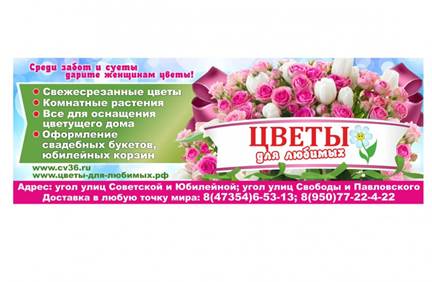 Среди забот и суеты
дарите женщинам цветы!
Свежесрезанные цветы
Комнатные растения
Все для оснащения
цветущего дома
Оформление
свадебных букетов,
юбилейных корзин
www.cv36.ru
www.цветы-для-любимых.рф
ЦВЕТЫ
для любимых
Адрес: угол улиц Советской и Юбилейной; угол улиц Свободы и Павловского
Доставка в любую точку мира: 8(47354)6-53-13; 8(950)77-22-4-22